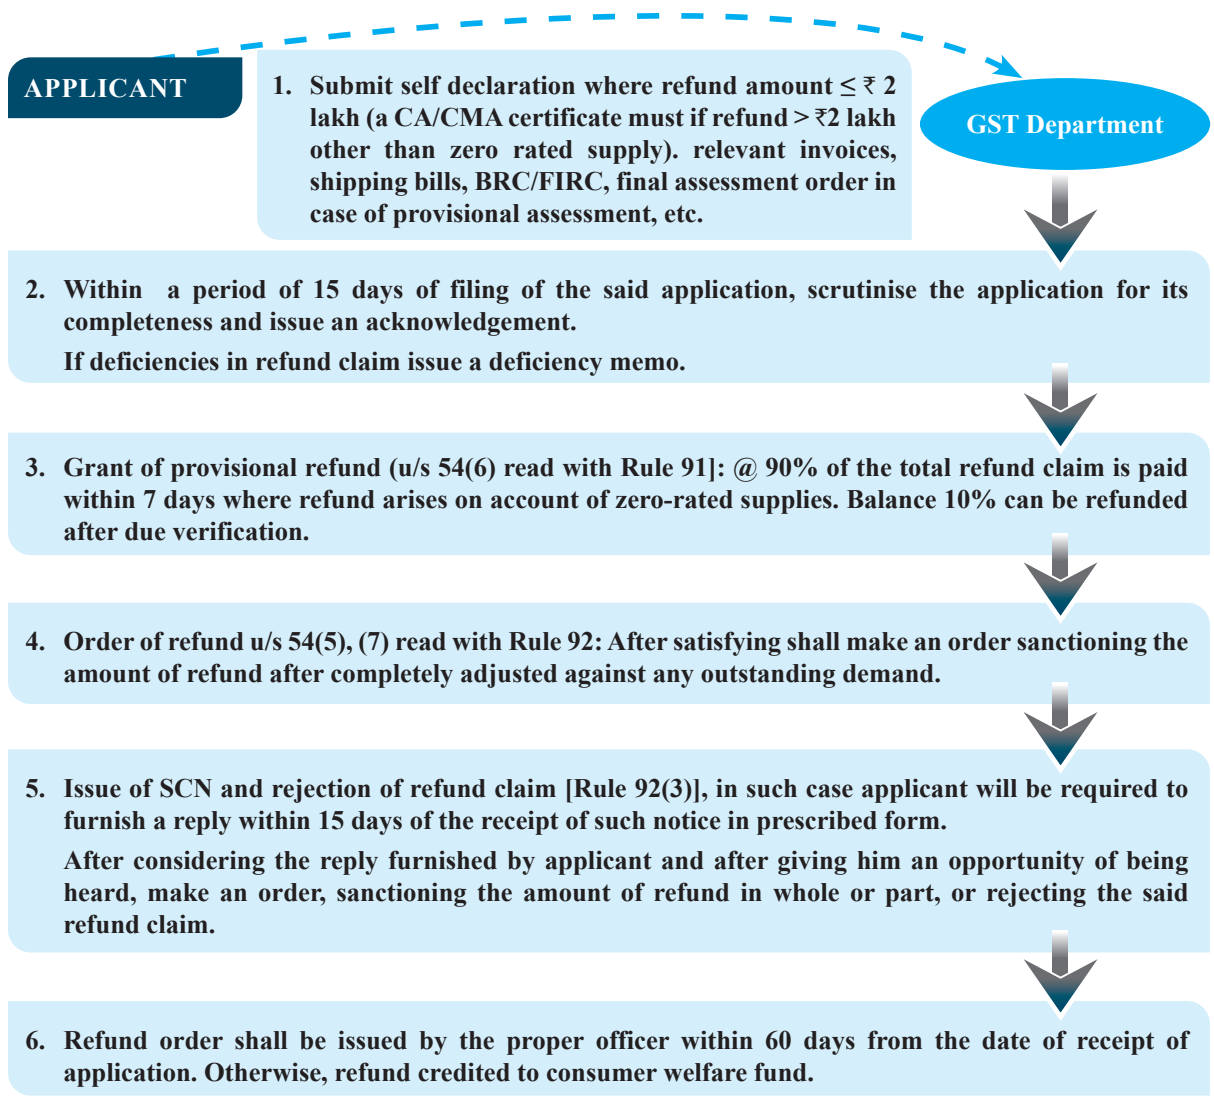 APPLICANT
1. Submit self declaration where refund amount ≤ ₹ 2
lakh (a CA/CMA certificate must if refund > ₹2 lakh
other than zero rated supply). relevant invoices,
shipping bills, BRC/FIRC, final assessment order in
case of provisional assessment, etc.
GST Department
2. Within a period of 15 days of filing of the said application, scrutinise the application for its
completeness and issue an acknowledgement.
If deficiencies in refund claim issue a deficiency memo.
3. Grant of provisional refund (u/s 54(6) read with Rule 91]: @ 90% of the total refund claim is paid
within 7 days where refund arises on account of zero-rated supplies. Balance 10% can be refunded
after due verification.
4. Order of refund u/s 54(5), (7) read with Rule 92: After satisfying shall make an order sanctioning the
amount of refund after completely adjusted against any outstanding demand.
5. Issue of SCN and rejection of refund claim [Rule 92(3)], in such case applicant will be required to
furnish a reply within 15 days of the receipt of such notice in prescribed form.
After considering the reply furnished by applicant and after giving him an opportunity of being
heard, make an order, sanctioning the amount of refund in whole or part, or rejecting the said
refund claim.
6. Refund order shall be issued by the proper officer within 60 days from the date of receipt of
application. Otherwise, refund credited to consumer welfare fund.